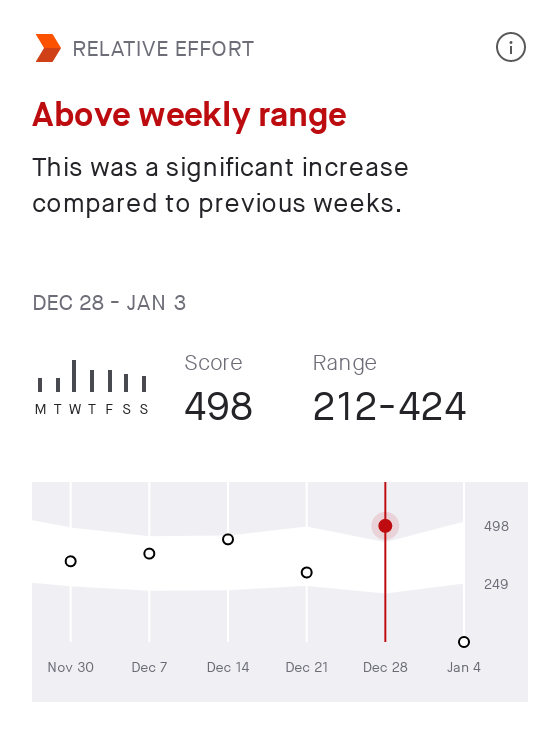 RELATIVE EFFORT
Above weekly range
This was a significant increase
compared to previous weeks.
DEC 28 - JAN 3
Score
Range
M T W T F S S
498
212-424
498
249
Nov 30
Dec 7
Dec 14
Dec 21
Dec 28
Jan 4